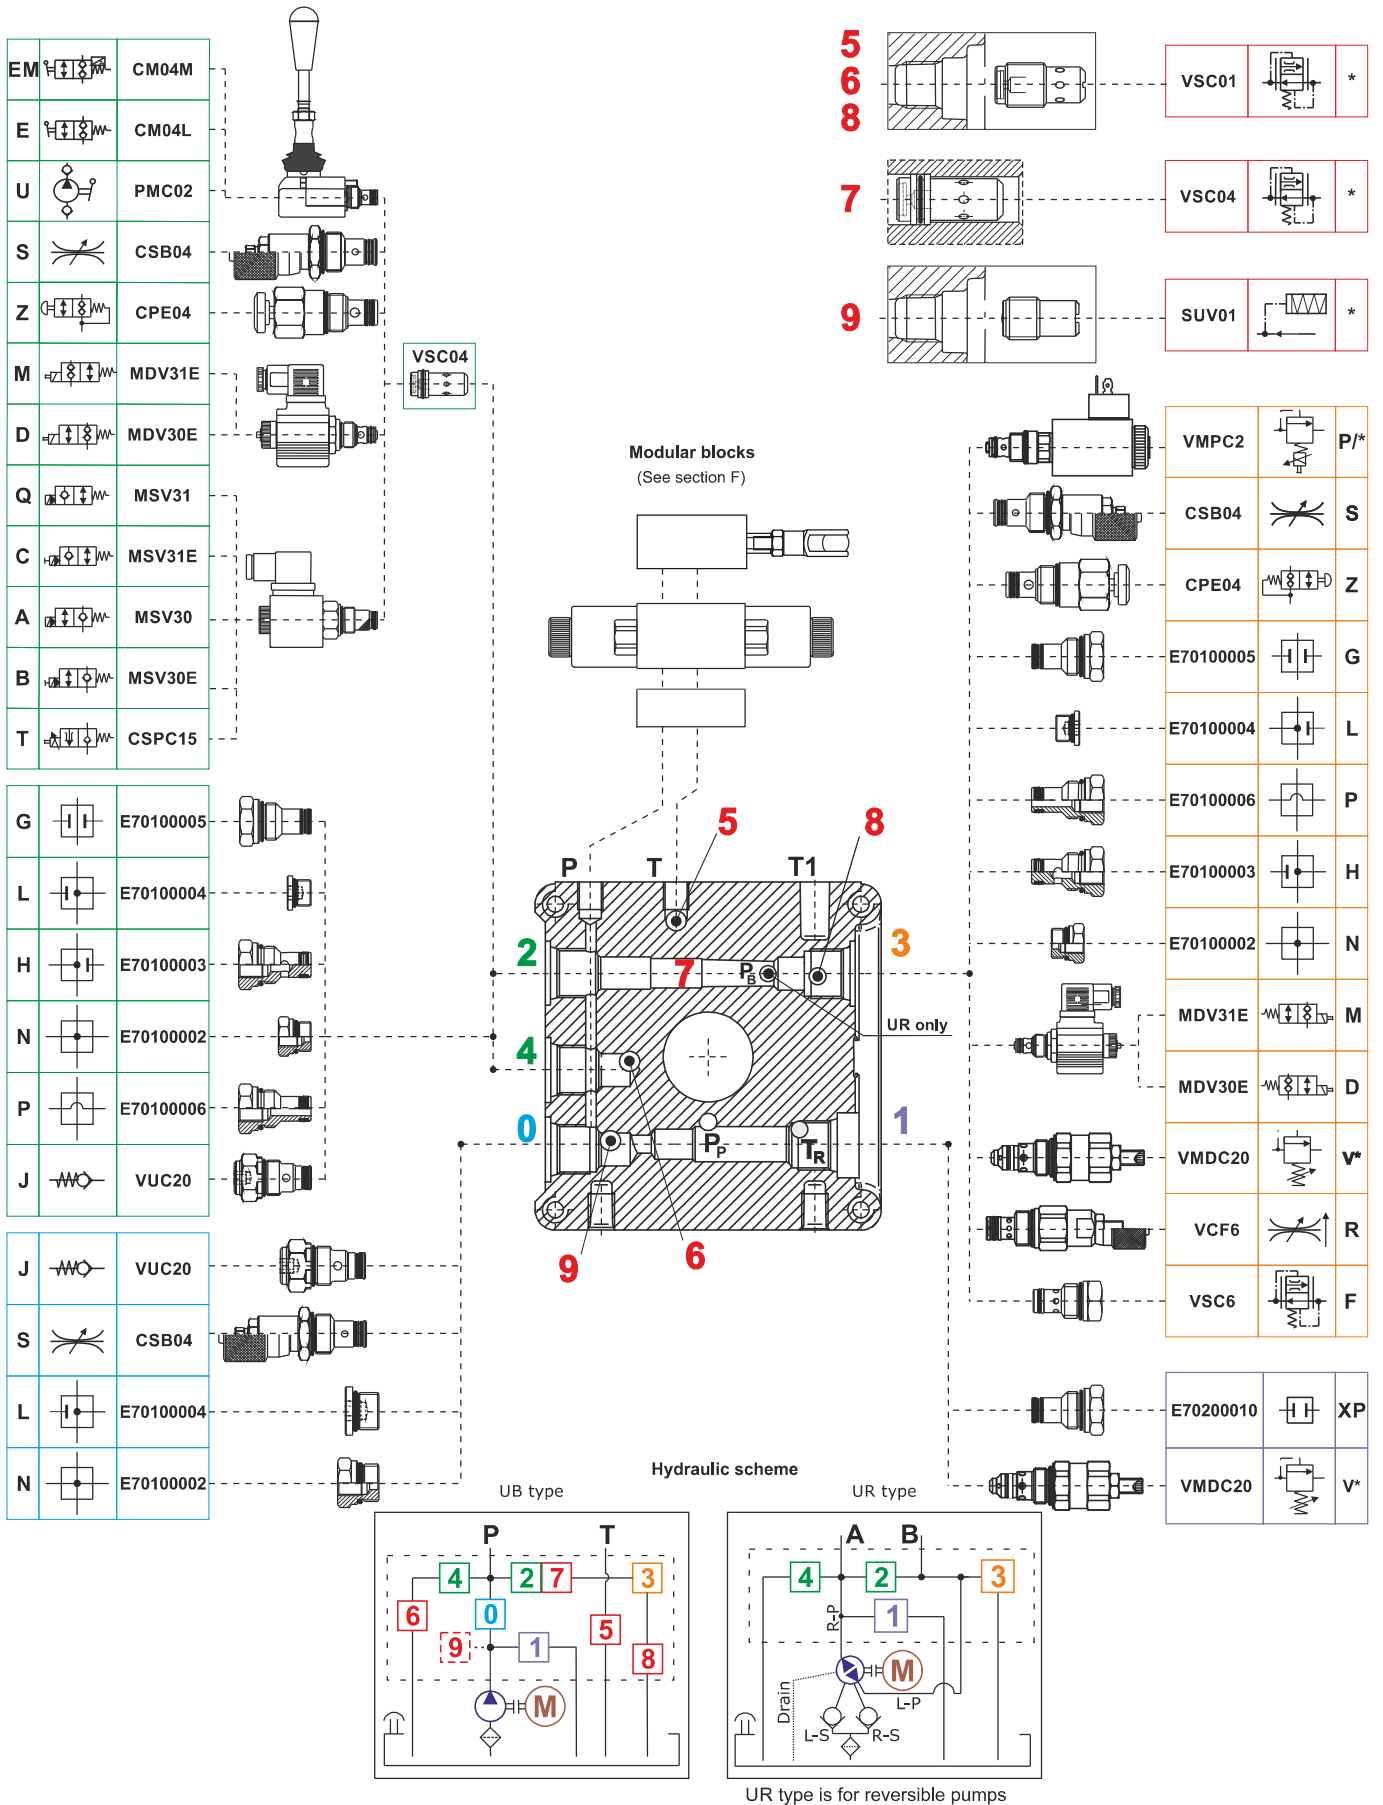 EM CM04M
E CM04L
U PMC02
S CSB04
Z CPE04
M MDV31E
D MDV30E
Q MSV31
C MSV31E
A MSV30
B MSV30E
T CSPC15
VSC04
5
6
8
VSC01 *
7
VSC04 *
9
SUV01 *
Modular blocks
(See section F)
VMPC2 P/*
CSB04 S
CPE04 Z
E70100005 G
E70100004 L
E70100006 P
E70100003 H
E70100002 N
MDV31E M
MDV30E D
VMDC20 V*
VCF6 R
VSC6 F
G E70100005
L E70100004
H E70100003
N E70100002
P E70100006
J VUC20
J VUC20
S CSB04
L E70100004
N E70100002
E70200010 XP
VMDC20 V*
5 8
P T T1
2 3
7 PB
UR only
4
0 1
PP TR
9 6
Hydraulic scheme
UB type
P T
4 2 7 3
6 0 5
9 1 8
M
UR type
A B
4 2 3
R-P 1
M
Drain L-P
L-S R-S
UR type is for reversible pumps